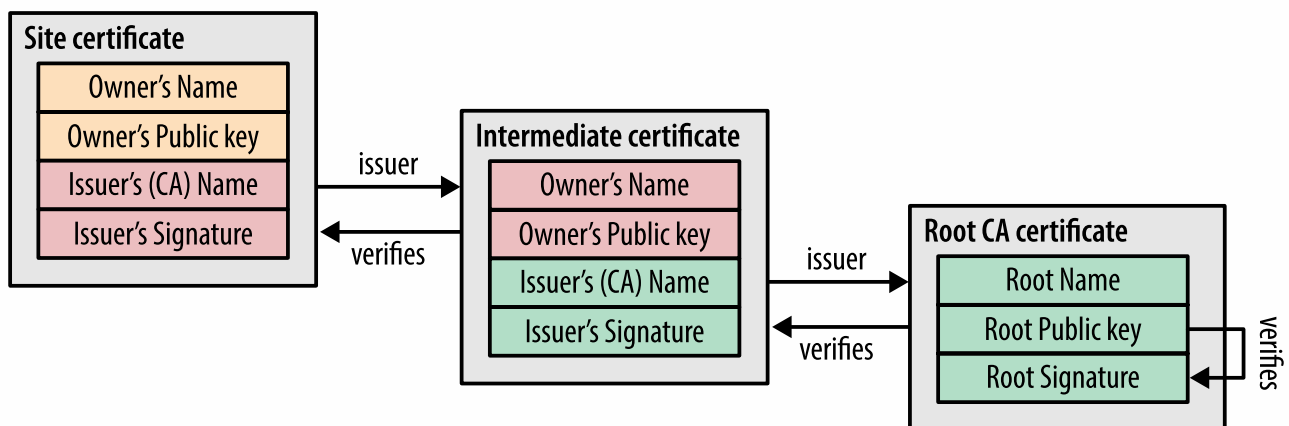 Site certificate
Owner’s Name
Owner’s Public key
Issuer’s (CA) Name
Issuer’s Signature
issuer
verifies
Intermediate certificate
Owner’s Name
Owner’s Public key
Issuer’s (CA) Name
Issuer’s Signature
issuer
verifies
Root CA certificate
Root Name
Root Public key
Root Signature
verifies